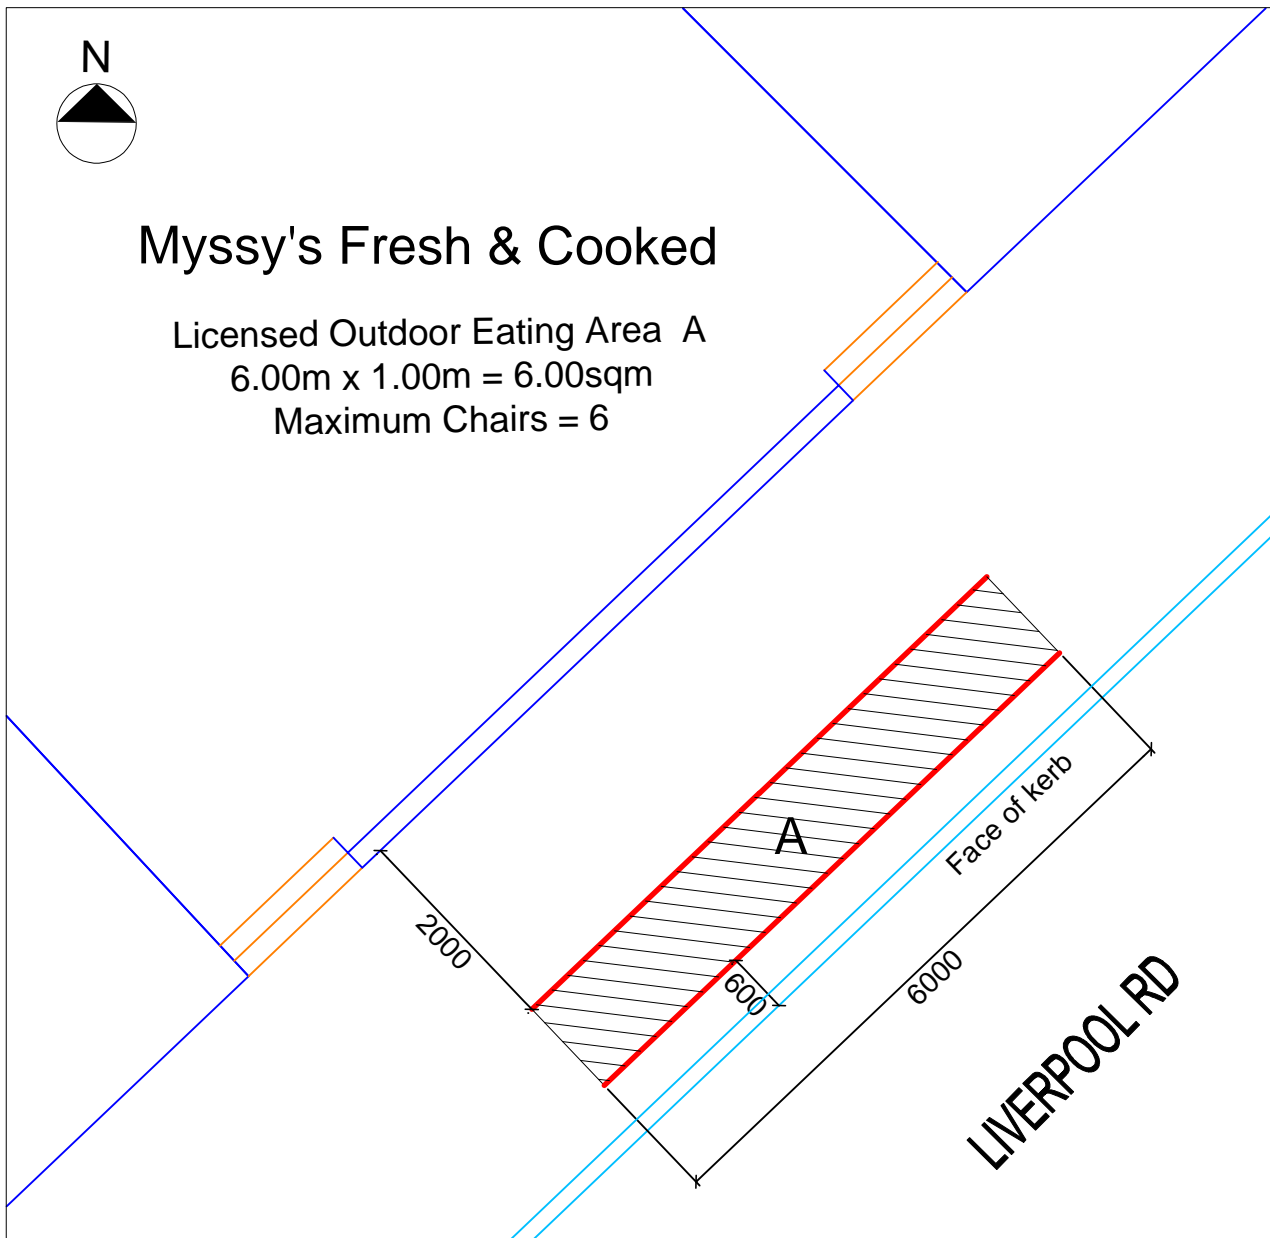 N
Myssy's Fresh & Cooked
Licensed Outdoor Eating Area A
6.00m x 1.00m = 6.00sqm
Maximum Chairs = 6
A
Face of kerb
2000
600
6000
LIVERPOOL RD